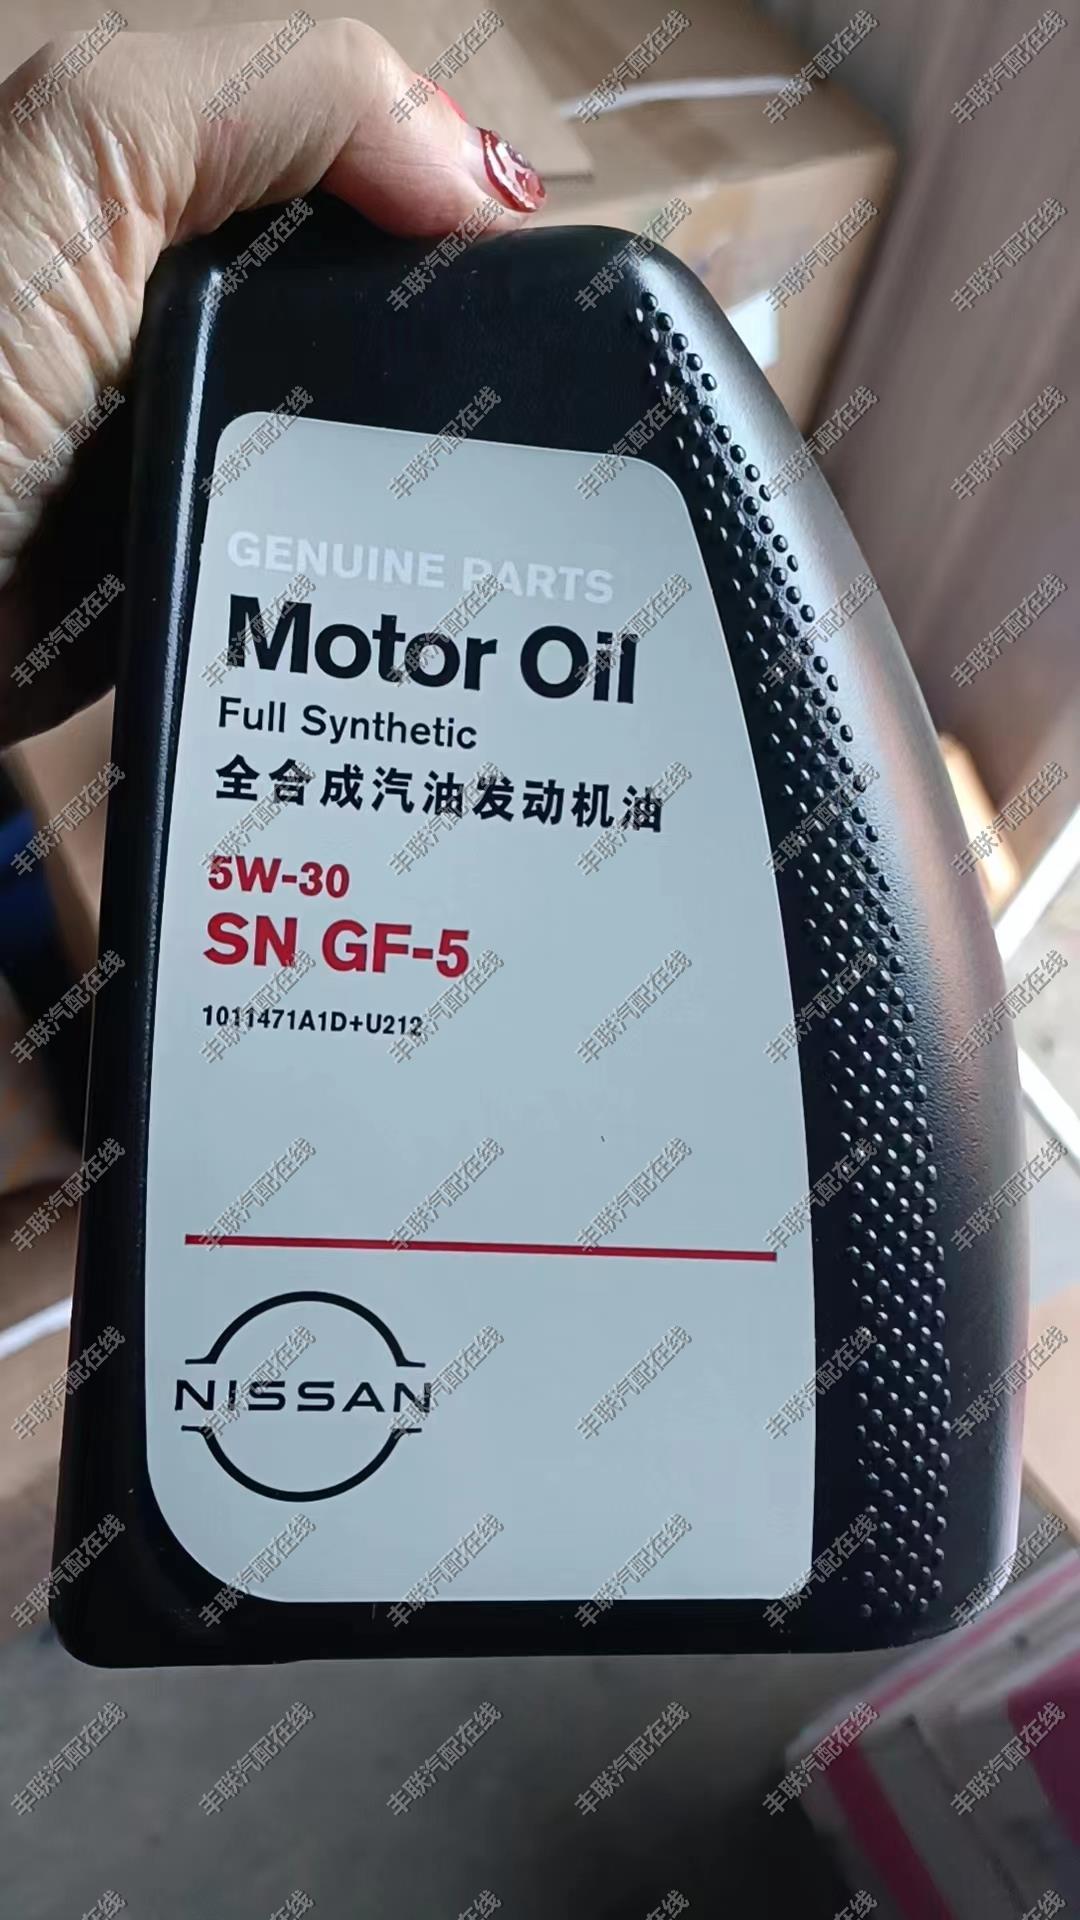 GENUINE PARTS
Motor Oil
Full Synthetic
全合成汽油发动机油
5W-30
SN GF-5
1011471A1D+U212
NISSAN
丰联汽配在线